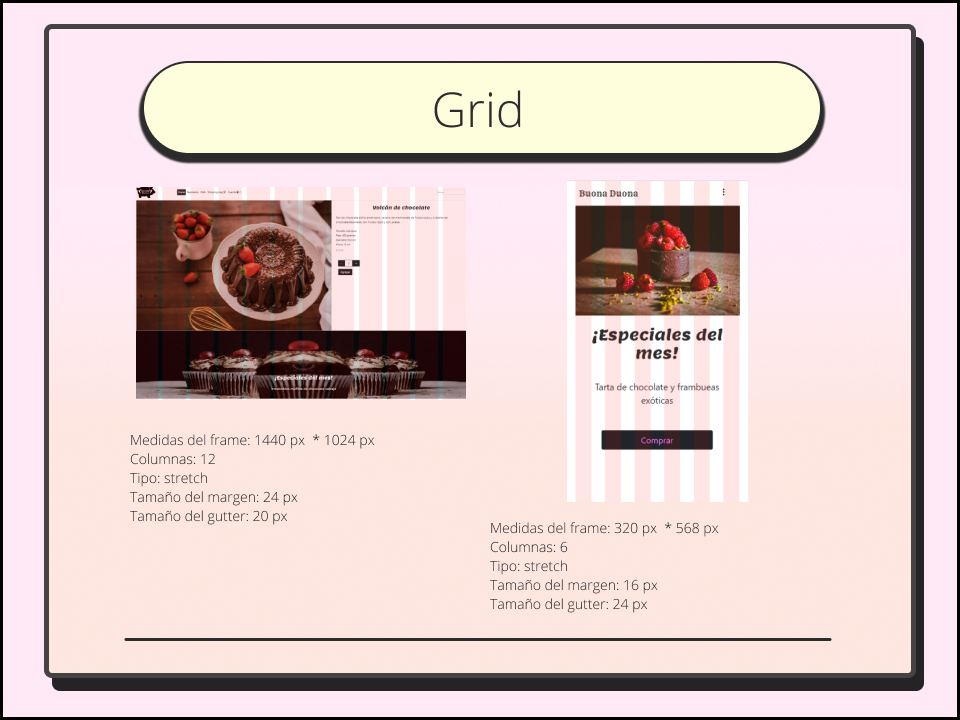 Grid
Volcán de chocolate
¡Especiales del mes!
Medidas del frame: 1440 px * 1024 px
Columnas: 12
Tipo: stretch
Tamaño del margen: 24 px
Tamaño del gutter: 20 px
Buona Duona
¡Especiales del
mes!
Tarta de chocolate y frambueas
exóticas
Comprar
Medidas del frame: 320 px * 568 px
Columnas: 6
Tipo: stretch
Tamaño del margen: 16 px
Tamaño del gutter: 24 px